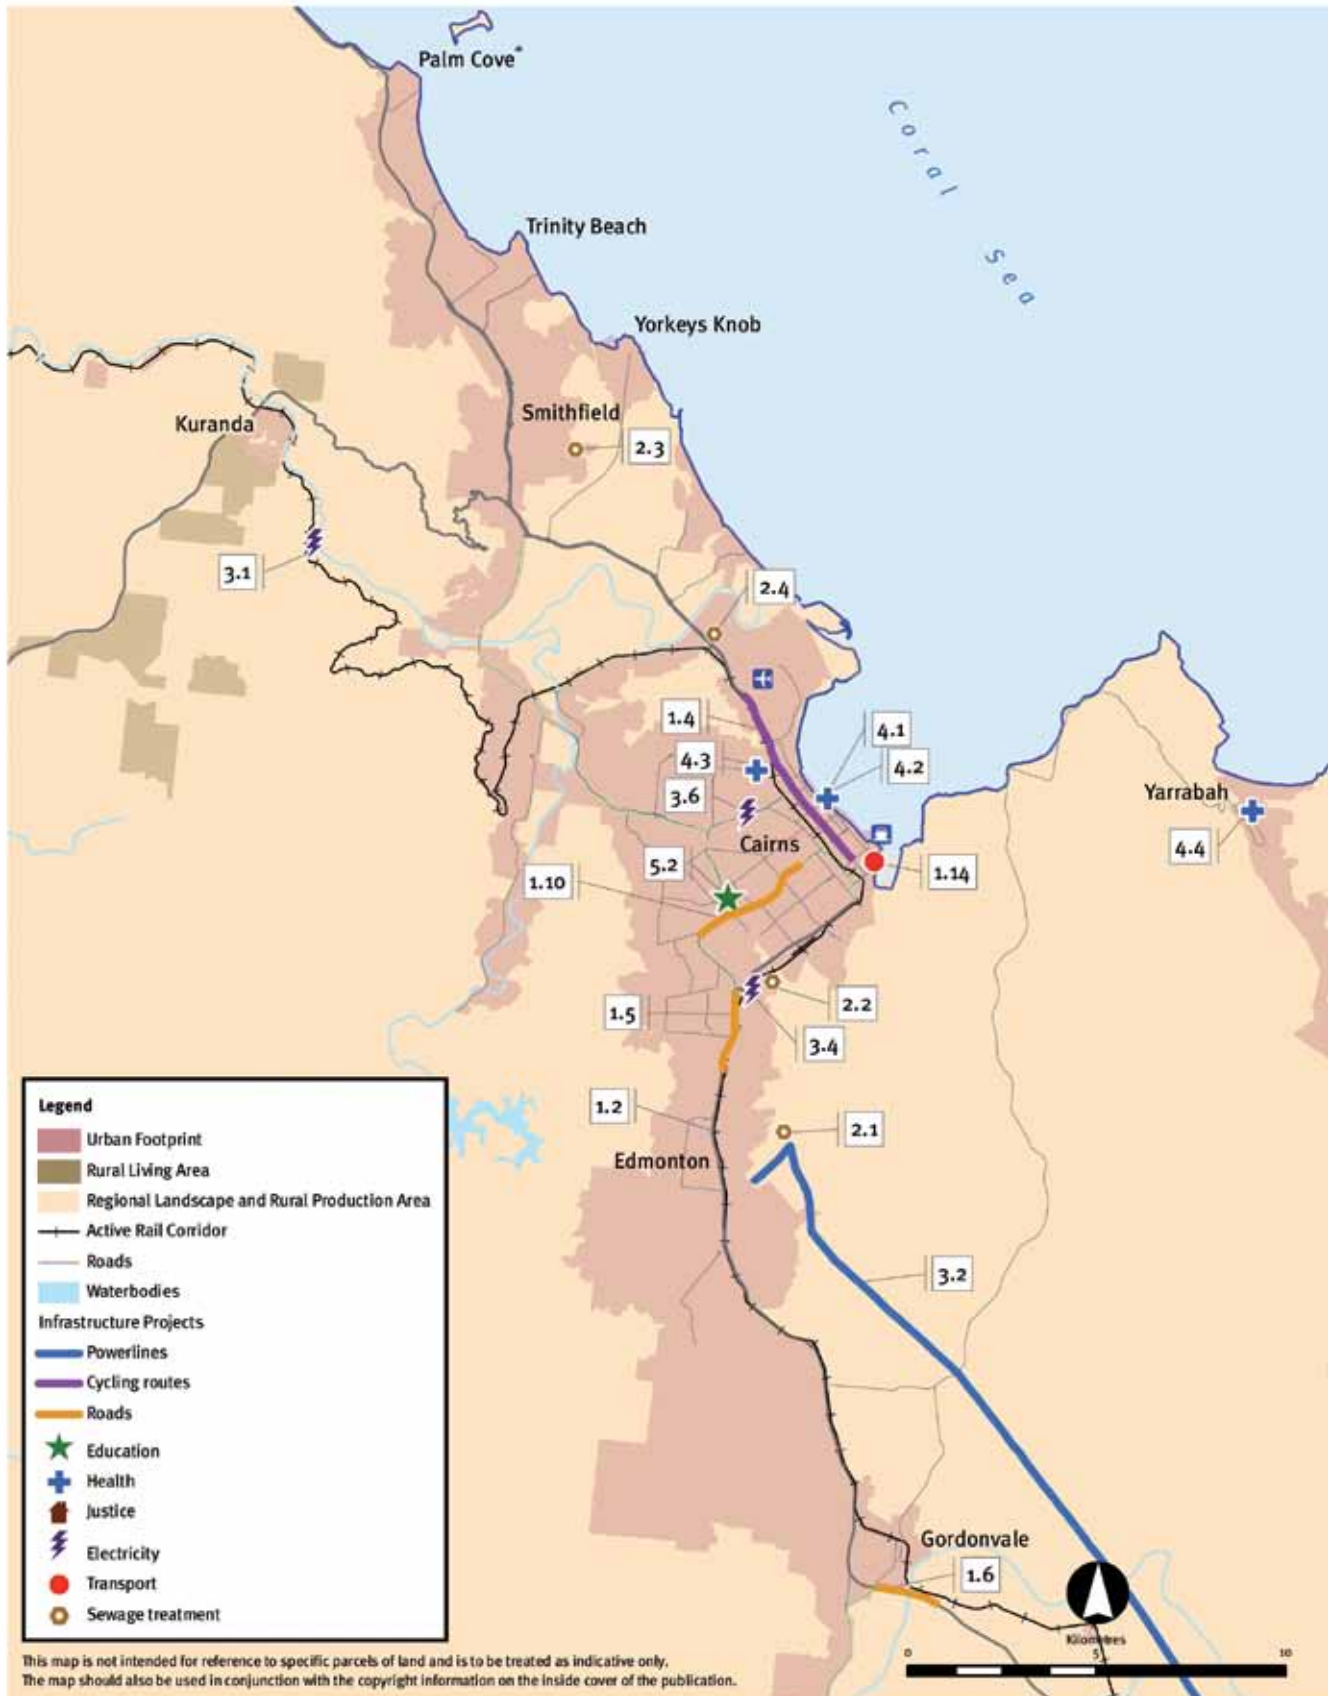 Palm Cove*
Coral Sea
Trinity Beach
Yorkeys Knob
Smithfield
2.3
Kuranda
3.1
2.4
1.4
4.1
4.3
4.2
3.6
Yarrabah
Cairns
4.4
5.2
1.14
1.10
2.2
1.5
3.4
1.2
2.1
Edmonton
3.2
Gordonvale
1.6
Legend
Urban Footprint
Rural Living Area
Regional Landscape and Rural Production Area
Active Rail Corridor
Roads
Waterbodies
Infrastructure Projects
Powerlines
Cycling routes
Roads
Education
Health
Justice
Electricity
Transport
Sewage treatment
Kilometres
0 5 10
This map is not intended for reference to specific parcels of land and is to be treated as indicative only.
The map should also be used in conjunction with the copyright information on the inside cover of the publication.